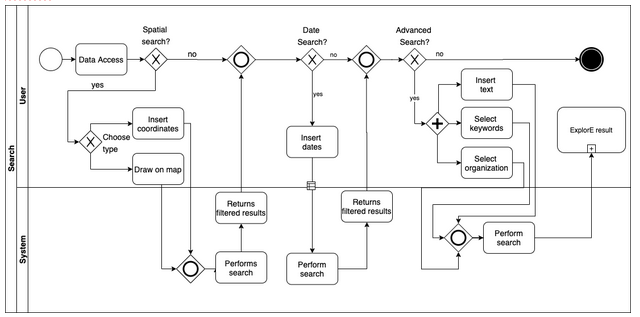 Search
User
System
Data Access
Spatial
search?
no
yes
Choose
type
Insert
coordinates
Draw on map
Performs
search
Returns
filtered results
Date
Search?
no
yes
Insert
dates
Perform
search
Returns
filtered results
Advanced
Search?
no
yes
Insert
text
Select
keywords
Select
organization
Perform
search
ExplorE result